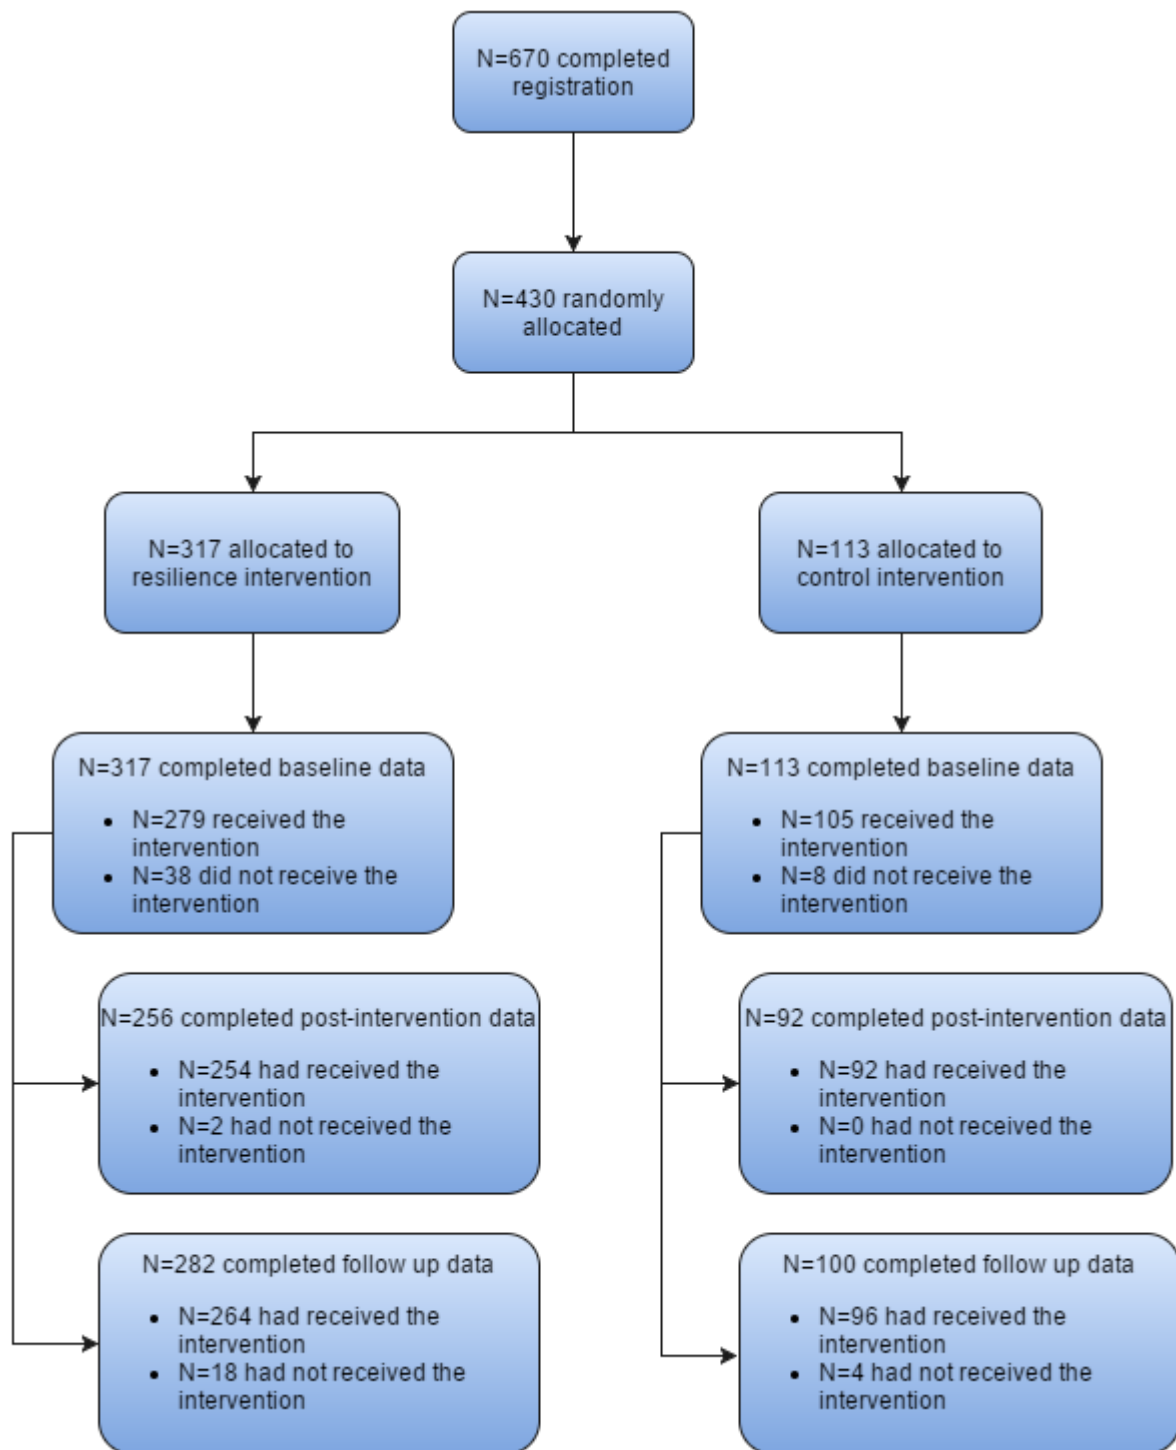 N=670 completed
registration
N=430 randomly
allocated
N=317 allocated to
resilience intervention
N=113 allocated to
control intervention
N=317 completed baseline data
• N=279 received the
intervention
• N=38 did not receive the
intervention
N=113 completed baseline data
• N=105 received the
intervention
• N=8 did not receive the
intervention
N=256 completed post-intervention data
• N=254 had received the
intervention
• N=2 had not received the
intervention
N=92 completed post-intervention data
• N=92 had received the
intervention
• N=0 had not received the
intervention
N=282 completed follow up data
• N=264 had received the
intervention
• N=18 had not received the
intervention
N=100 completed follow up data
• N=96 had received the
intervention
• N=4 had not received the
intervention